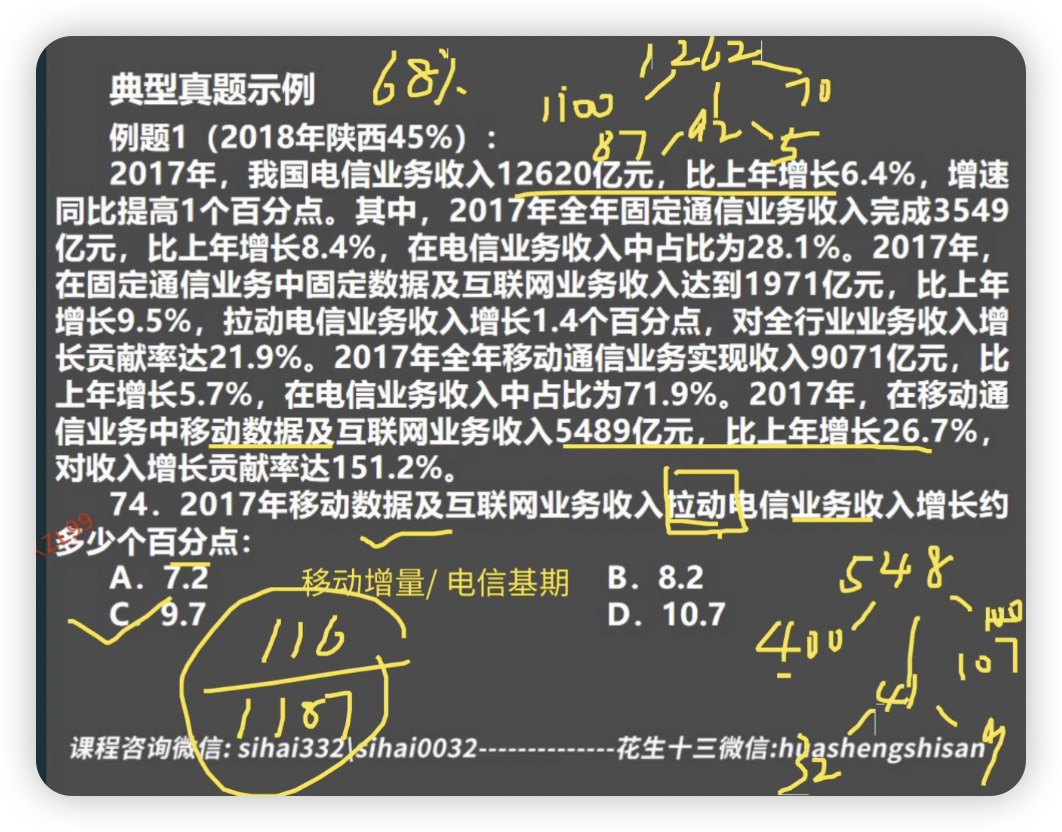 典型真题示例
68%
1262
1100
70
87
92
5
例题1（2018年陕西45%）：
2017年，我国电信业务收入12620亿元，比上年增长6.4%，增速
同比提高1个百分点。其中，2017年全年固定通信业务收入完成3549
亿元，比上年增长8.4%，在电信业务收入中占比为28.1%。2017年，
在固定通信业务中固定数据及互联网业务收入达到1971亿元，比上年
增长9.5%，拉动电信业务收入增长1.4个百分点，对全行业业务收入增
长贡献率达21.9%。2017年全年移动通信业务实现收入9071亿元，比
上年增长5.7%，在电信业务收入中占比为71.9%。2017年，在移动通
信业务中移动数据及互联网业务收入5489亿元，比上年增长26.7%，
对收入增长贡献率达151.2%。
74．2017年移动数据及互联网业务收入拉动电信业务收入增长约
多少个百分点：
A．7.2
移动增量/ 电信基期
B．8.2
C．9.7
D．10.7
548
400
107
41
32
9
116
1187
课程咨询微信: sihai332\sihai0032--------------花生十三微信:huashengshisan